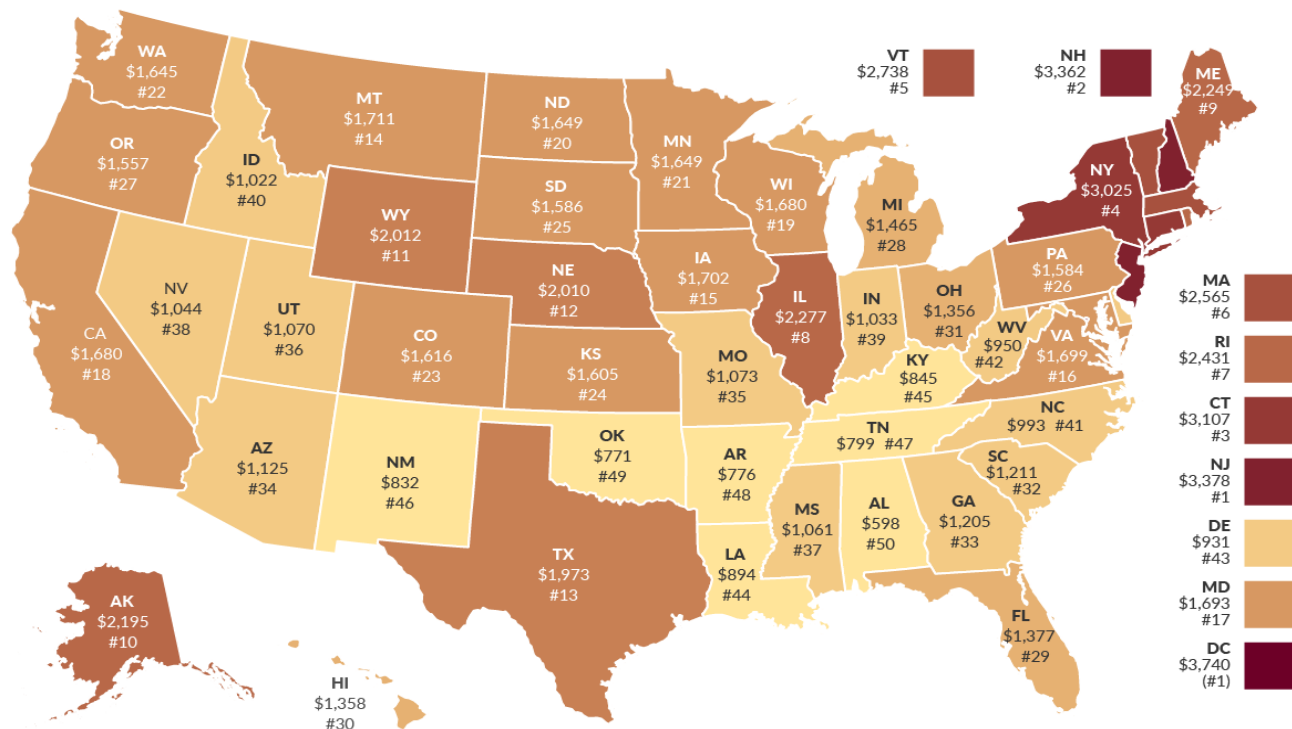 WA
$1,645
#22
OR
$1,557
#27
CA
$1,680
#18
ID
$1,022
#40
NV
$1,044
#38
MT
$1,711
#14
WY
$2,012
#11
UT
$1,070
#36
AZ
$1,125
#34
CO
$1,616
#23
NM
$832
#46
ND
$1,649
#20
SD
$1,586
#25
NE
$2,010
#12
KS
$1,605
#24
OK
$771
#49
TX
$1,973
#13
MN
$1,649
#21
IA
$1,702
#15
MO
$1,073
#35
AR
$776
#48
LA
$894
#44
WI
$1,680
#19
IL
$2,277
#8
MI
$1,465
#28
IN
$1,033
#39
OH
$1,356
#31
KY
$845
#45
TN
$799 #47
MS
$1,061
#37
AL
$598
#50
GA
$1,205
#33
FL
$1,377
#29
SC
$1,211
#32
NC
$993 #41
WV
$950
#42
VA
$1,699
#16
PA
$1,584
#26
NY
$3,025
#4
VT
$2,738
#5
NH
$3,362
#2
ME
$2,249
#9
MA
$2,565
#6
RI
$2,431
#7
CT
$3,107
#3
NJ
$3,378
#1
DE
$931
#43
MD
$1,693
#17
DC
$3,740
(#1)
AK
$2,195
#10
HI
$1,358
#30